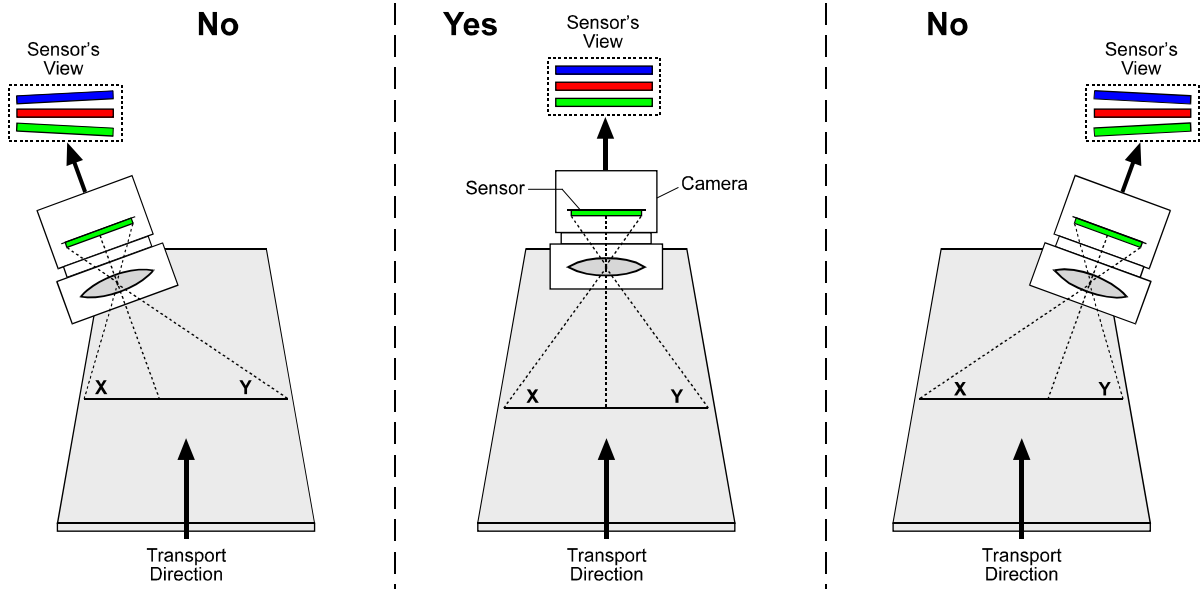 No
Sensor's
View
X
Y
Transport
Direction
Yes
Sensor's
View
Sensor
Camera
X
Y
Transport
Direction
No
Sensor's
View
X
Y
Transport
Direction